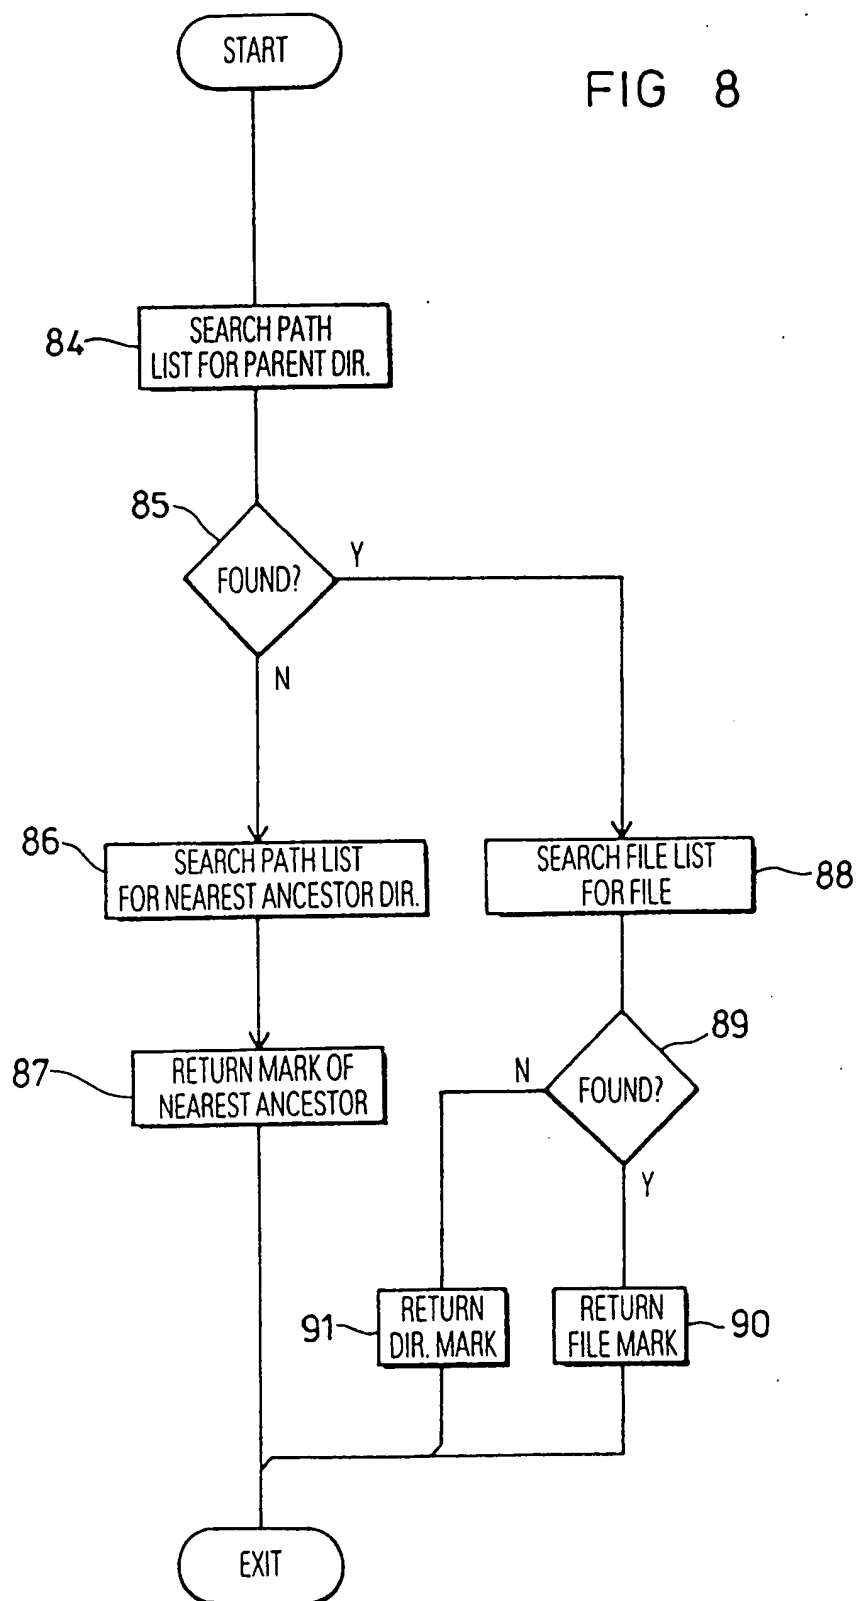 START
FIG 8
84
SEARCH PATH
LIST FOR PARENT DIR.
85
FOUND?
Y
N
86
SEARCH PATH LIST
FOR NEAREST ANCESTOR DIR.
SEARCH FILE LIST
FOR FILE
88
87
RETURN MARK OF
NEAREST ANCESTOR
89
N
FOUND?
Y
91
RETURN
DIR. MARK
RETURN
FILE MARK
90
EXIT